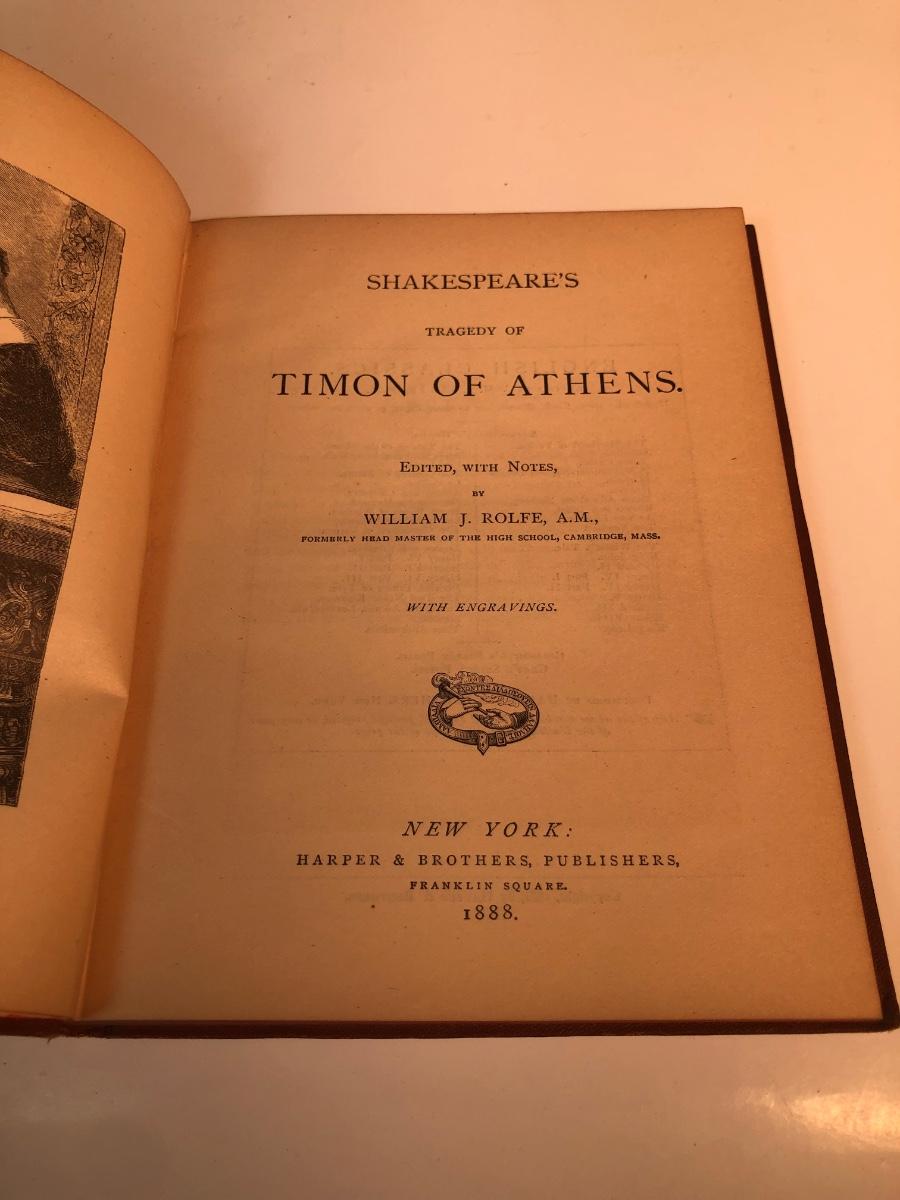 SHAKESPEARE'S
TRAGEDY OF
TIMON OF ATHENS.
EDITED, WITH NOTES,
BY
WILLIAM J. ROLFE, A.M.,
FORMERLY HEAD MASTER OF THE HIGH SCHOOL, CAMBRIDGE, MASS.
WITH ENGRAVINGS.
NEW YORK:
HARPER & BROTHERS, PUBLISHERS,
FRANKLIN SQUARE.
1888.